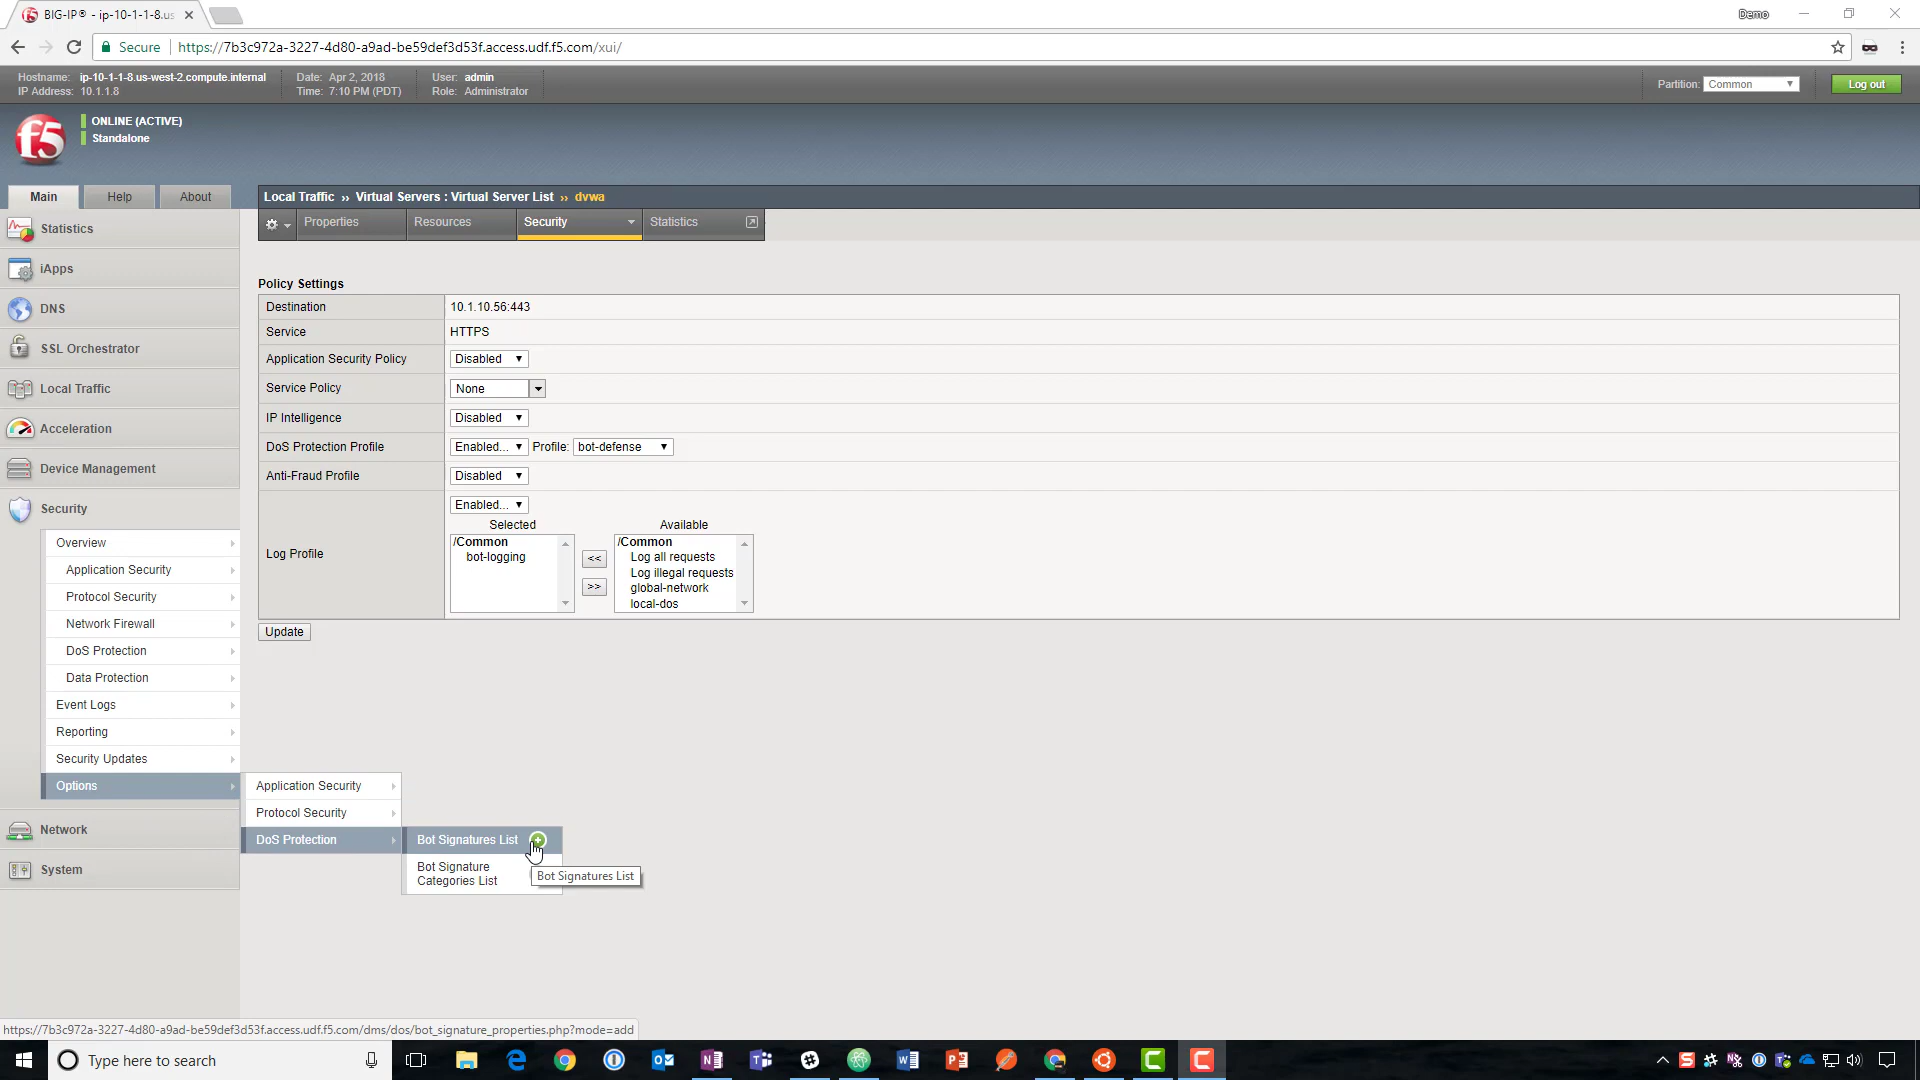 BIG-IP® - ip-10-1-1-8.us
Demo
Secure
https://7b3c972a-3227-4d80-a9ad-be59def3d53f.access.udf.f5.com/xui/
Hostname: ip-10-1-1-8.us-west-2.compute.internal
IP Address: 10.1.1.8
Date: Apr 2, 2018
Time: 7:10 PM (PDT)
User: admin
Role: Administrator
Partition: Common
Log out
f5
ONLINE (ACTIVE)
Standalone
Main
Help
About
Local Traffic ›› Virtual Servers : Virtual Server List ›› dvwa
Properties
Resources
Security
Statistics
Statistics
iApps
DNS
SSL Orchestrator
Local Traffic
Acceleration
Device Management
Security
Overview
Application Security
Protocol Security
Network Firewall
DoS Protection
Data Protection
Event Logs
Reporting
Security Updates
Options
Network
System
Policy Settings
Destination 10.1.10.56:443
Service HTTPS
Application Security Policy Disabled
Service Policy None
IP Intelligence Disabled
DoS Protection Profile Enabled... Profile: bot-defense
Anti-Fraud Profile Disabled
Log Profile
Enabled...
Selected
/Common
bot-logging
<<
>>
Available
/Common
Log all requests
Log illegal requests
global-network
local-dos
Update
Application Security
Protocol Security
DoS Protection
Bot Signatures List
Bot Signature
Categories List
Bot Signatures List
https://7b3c972a-3227-4d80-a9ad-be59def3d53f.access.udf.f5.com/dms/dos/bot_signature_properties.php?mode=add
Type here to search